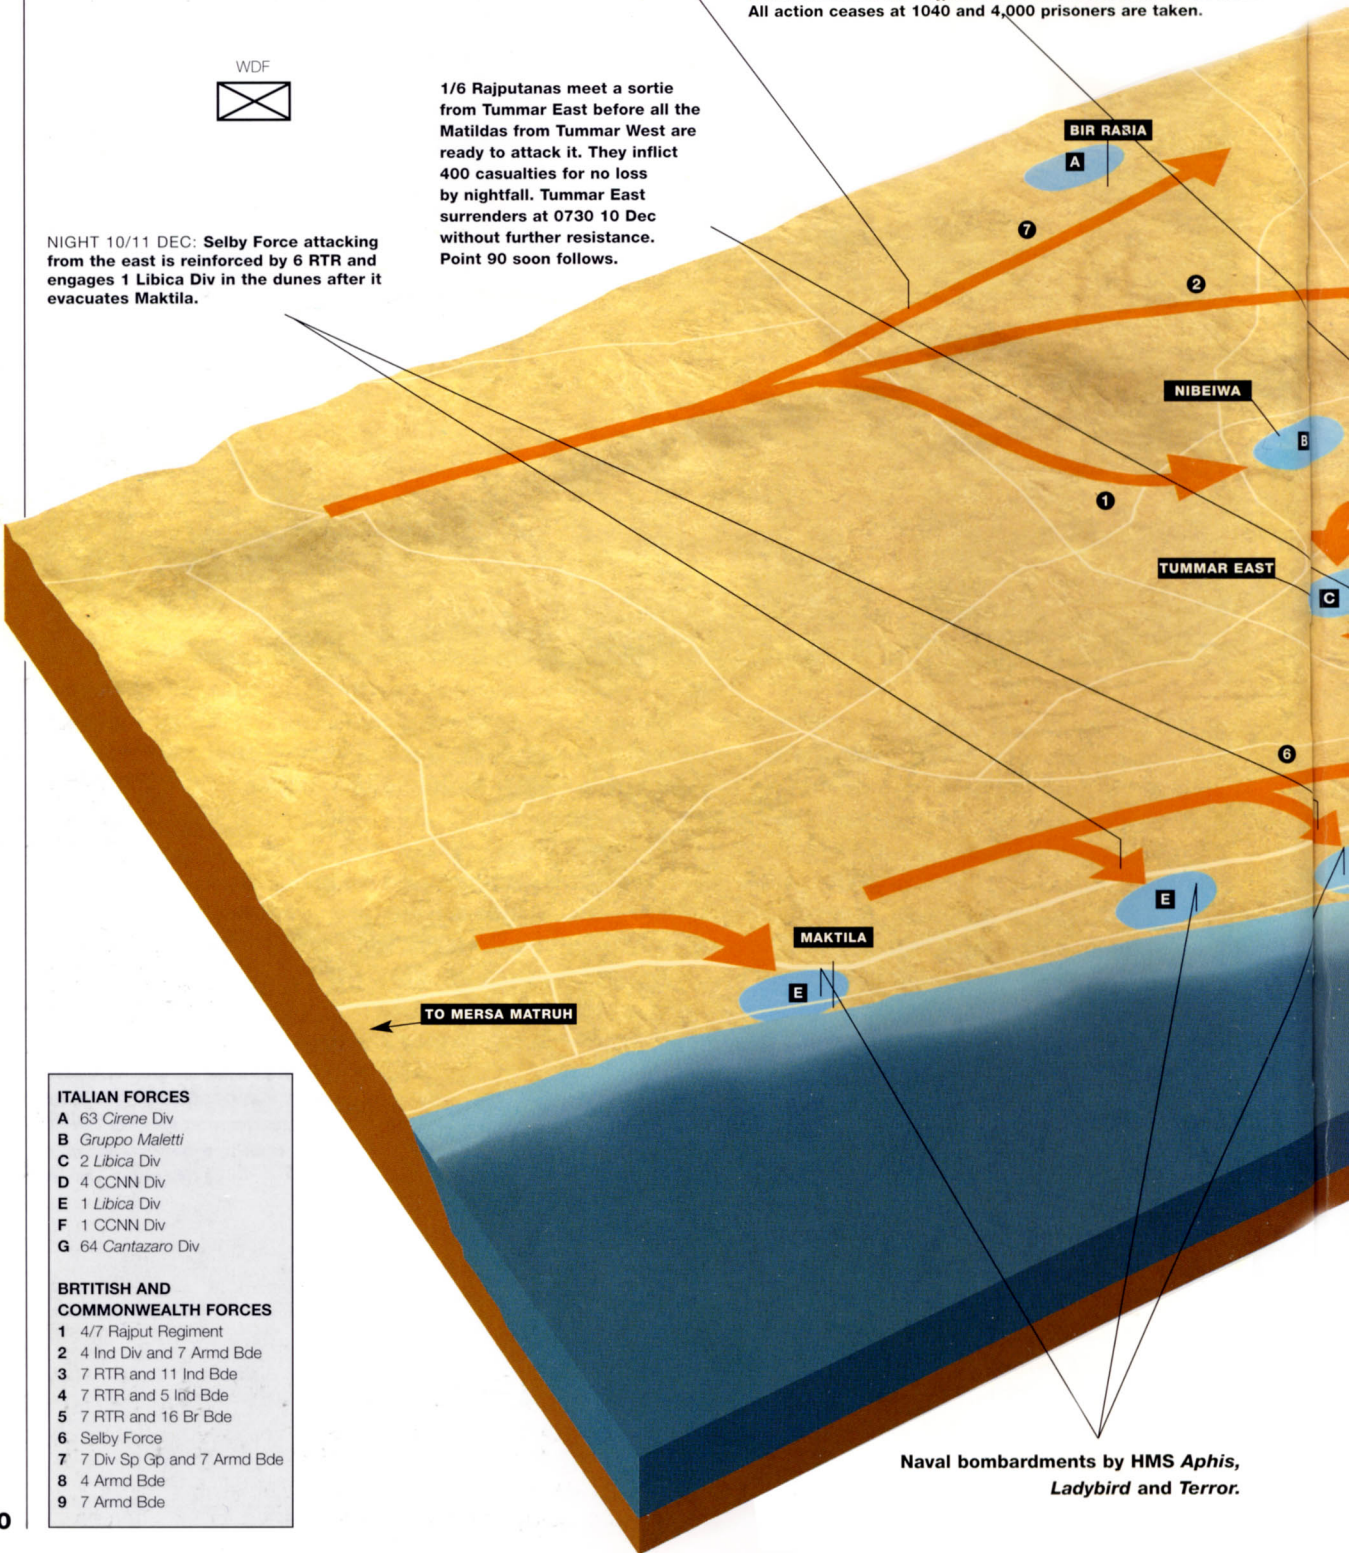 All action ceases at 1040 and 4,000 prisoners are taken.
WDF
1/6 Rajputanas meet a sortie
from Tummar East before all the
Matildas from Tummar West are
ready to attack it. They inflict
400 casualties for no loss
by nightfall. Tummar East
surrenders at 0730 10 Dec
without further resistance.
Point 90 soon follows.
NIGHT 10/11 DEC: Selby Force attacking
from the east is reinforced by 6 RTR and
engages 1 Libica Div in the dunes after it
evacuates Maktila.
BIR RABIA
A
7
2
NIBEIWA
B
1
TUMMAR EAST
C
6
E
MAKTILA
E
TO MERSA MATRUH
ITALIAN FORCES
A 63 Cirene Div
B Gruppo Maletti
C 2 Libica Div
D 4 CCNN Div
E 1 Libica Div
F 1 CCNN Div
G 64 Cantazaro Div
BRTITISH AND
COMMONWEALTH FORCES
1 4/7 Rajput Regiment
2 4 Ind Div and 7 Armd Bde
3 7 RTR and 11 Ind Bde
4 7 RTR and 5 Ind Bde
5 7 RTR and 16 Br Bde
6 Selby Force
7 7 Div Sp Gp and 7 Armd Bde
8 4 Armd Bde
9 7 Armd Bde
Naval bombardments by HMS Aphis,
Ladybird and Terror.
0